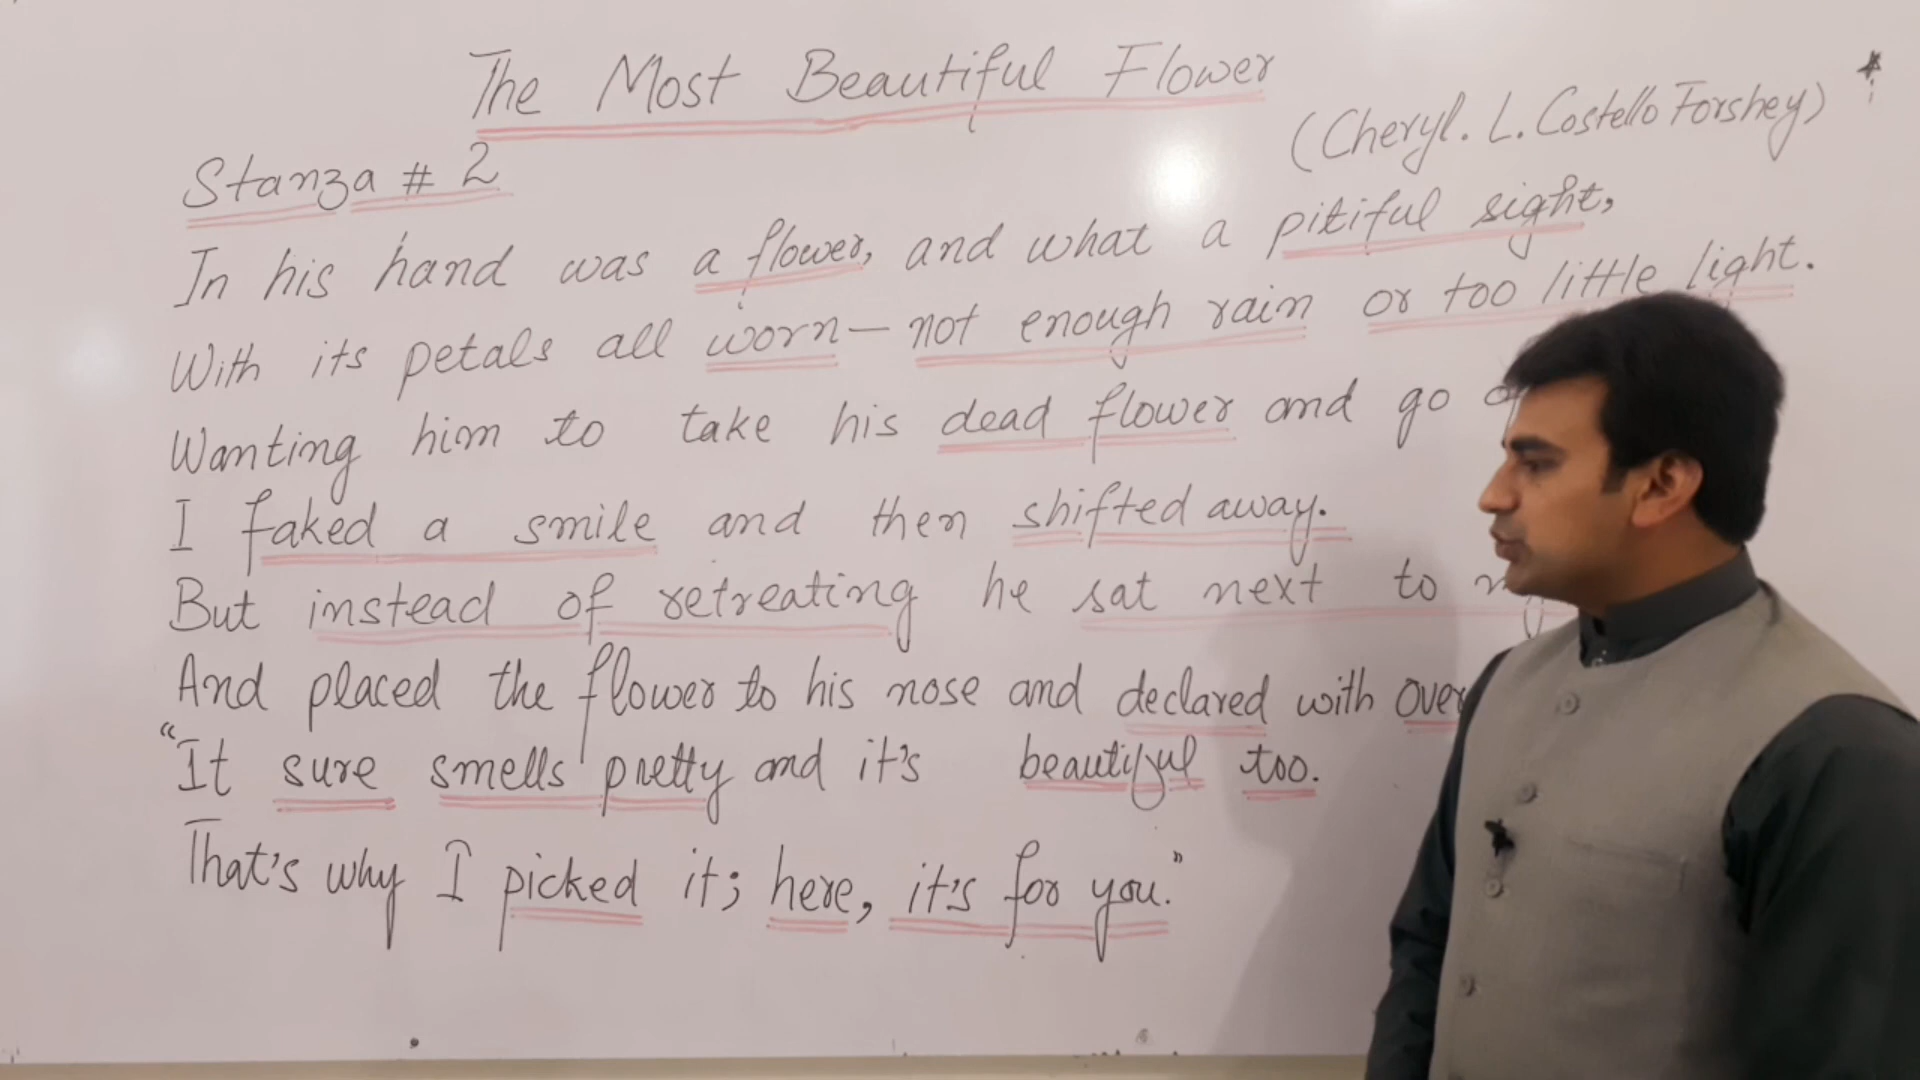 The Most Beautiful Flower
(Cheryl. L. Costello Forshey)
Stanza # 2
In his hand was a flower, and what a pitiful sight,
With its petals all worn — not enough rain or too little light.
Wanting him to take his dead flower and go
I faked a smile and then shifted away.
But instead of retreating he sat next to
And placed the flower to his nose and declared with over
"It sure smells pretty and it's beautiful too.
That's why I picked it; here, it's for you."